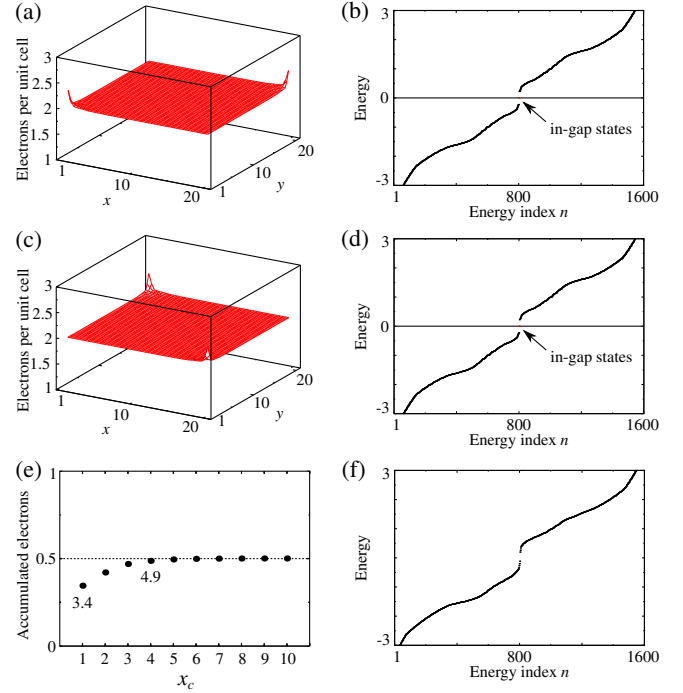 (a)
Electrons per unit cell
3
2.5
2
1.5
1
1
10
20
x
1
10
20
y
(b)
Energy
3
0
-3
in-gap states
1
800
1600
Energy index n
(c)
Electrons per unit cell
3
2.5
2
1.5
1
1
10
20
x
1
10
20
y
(d)
Energy
3
0
-3
in-gap states
1
800
1600
Energy index n
(e)
Accumulated electrons
1
0.5
0
3.4
4.9
1 2 3 4 5 6 7 8 9 10
xc
(f)
Energy
3
-3
1
800
1600
Energy index n